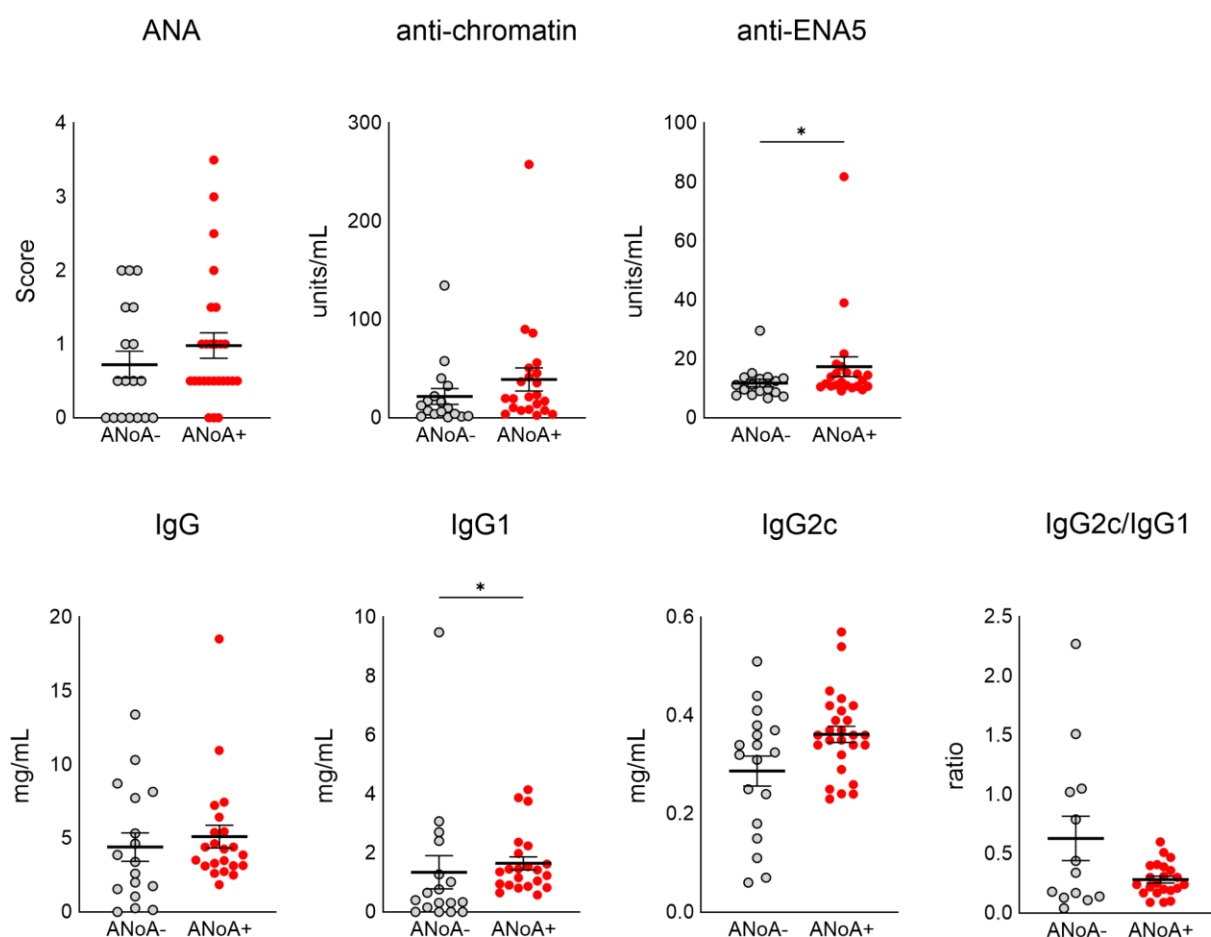 ANA
anti-chromatin
anti-ENA5
4
3
2
1
0
Score
ANoA-
ANoA+
300
200
100
0
units/mL
ANoA-
ANoA+
100
80
60
40
20
0
units/mL
*
ANoA-
ANoA+
IgG
IgG1
IgG2c
IgG2c/IgG1
20
15
10
5
0
mg/mL
ANoA-
ANoA+
10
8
6
4
2
0
mg/mL
*
ANoA-
ANoA+
0.6
0.4
0.2
0.0
mg/mL
ANoA-
ANoA+
2.5
2.0
1.5
1.0
0.5
0.0
ratio
ANoA-
ANoA+